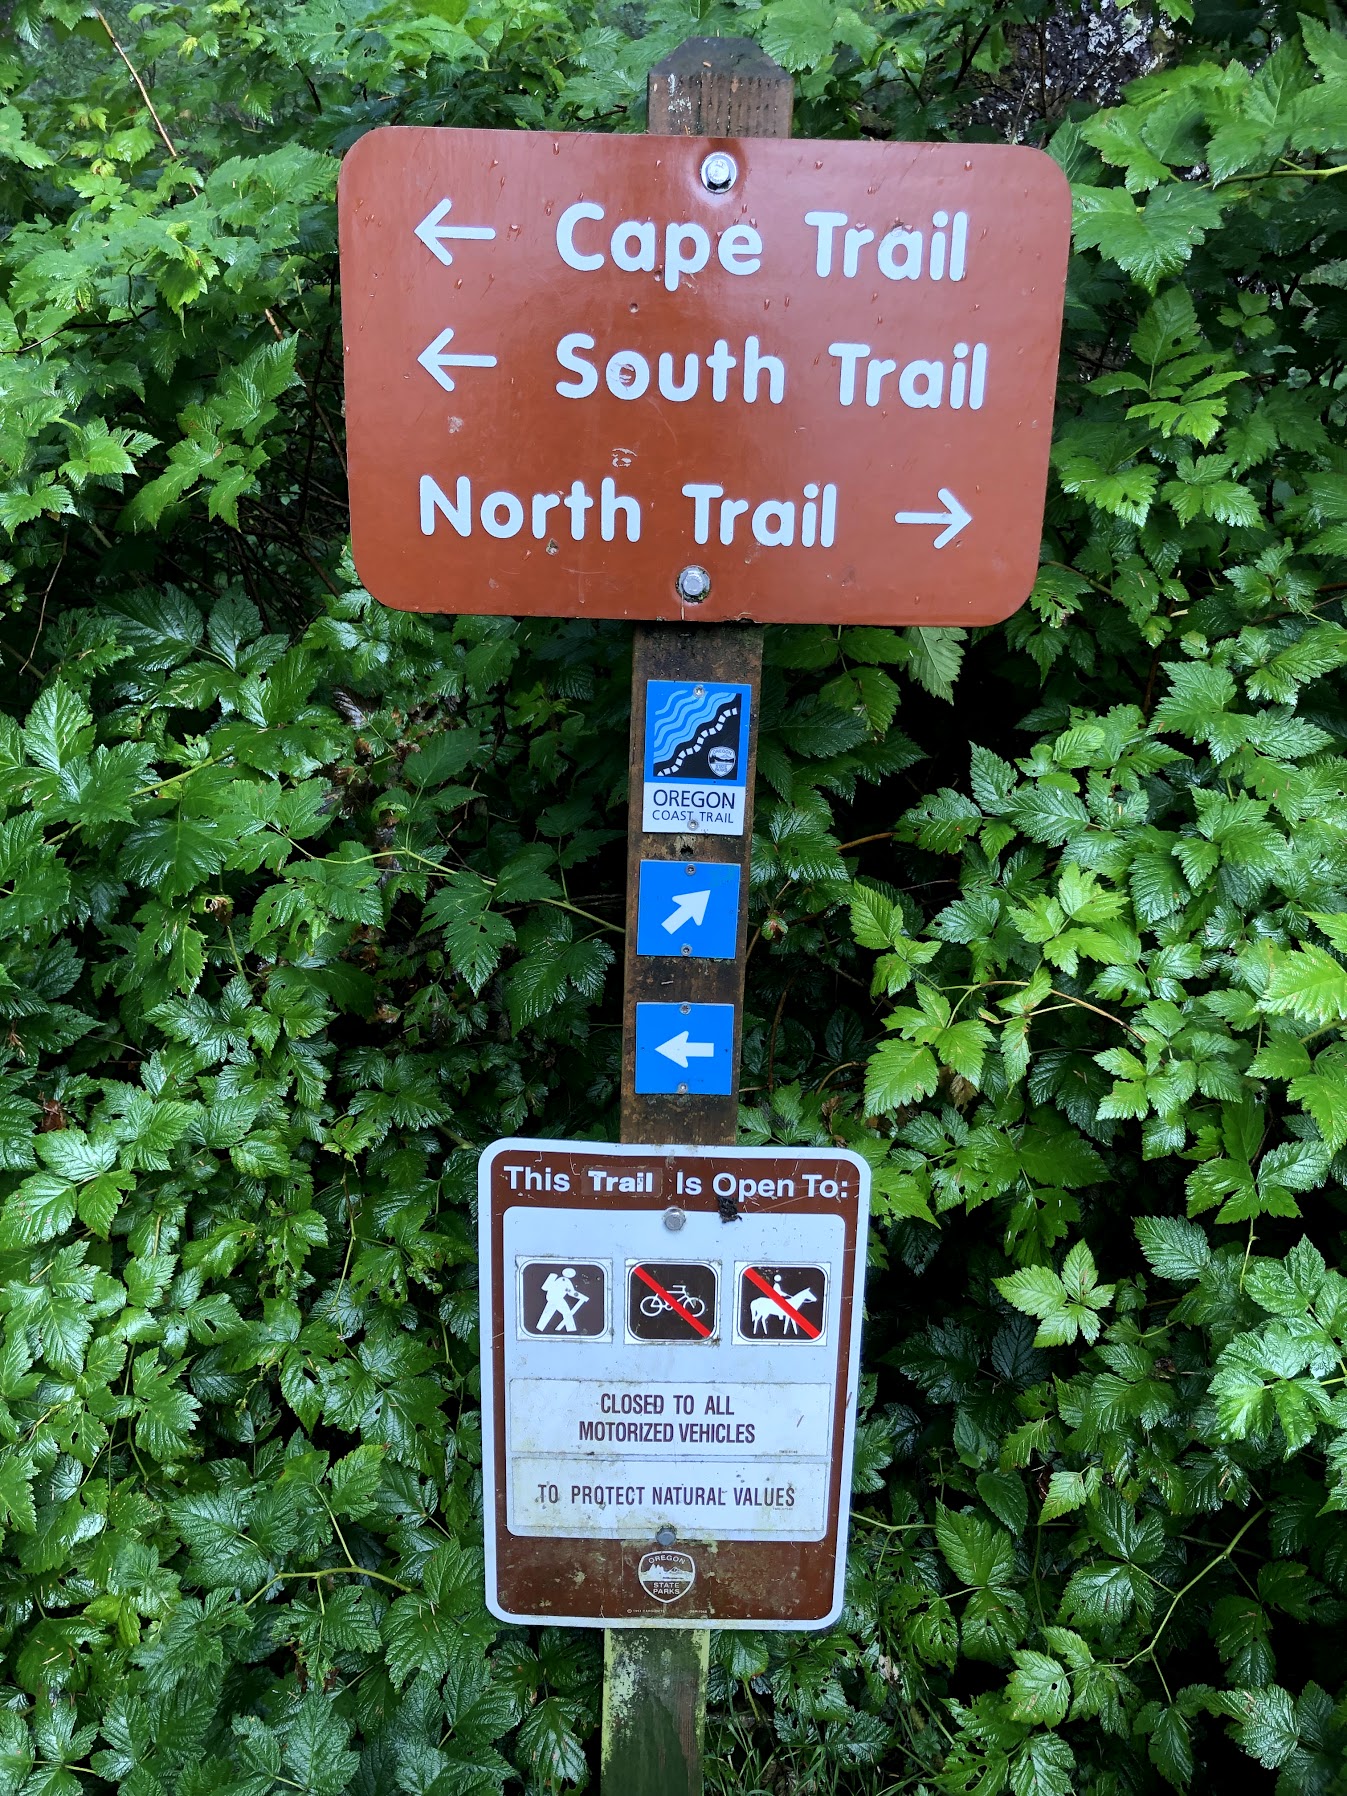 ← Cape Trail
← South Trail
North Trail →
OREGON
COAST TRAIL
This Trail Is Open To:
CLOSED TO ALL
MOTORIZED VEHICLES
TO PROTECT NATURAL VALUES
OREGON
STATE
PARKS